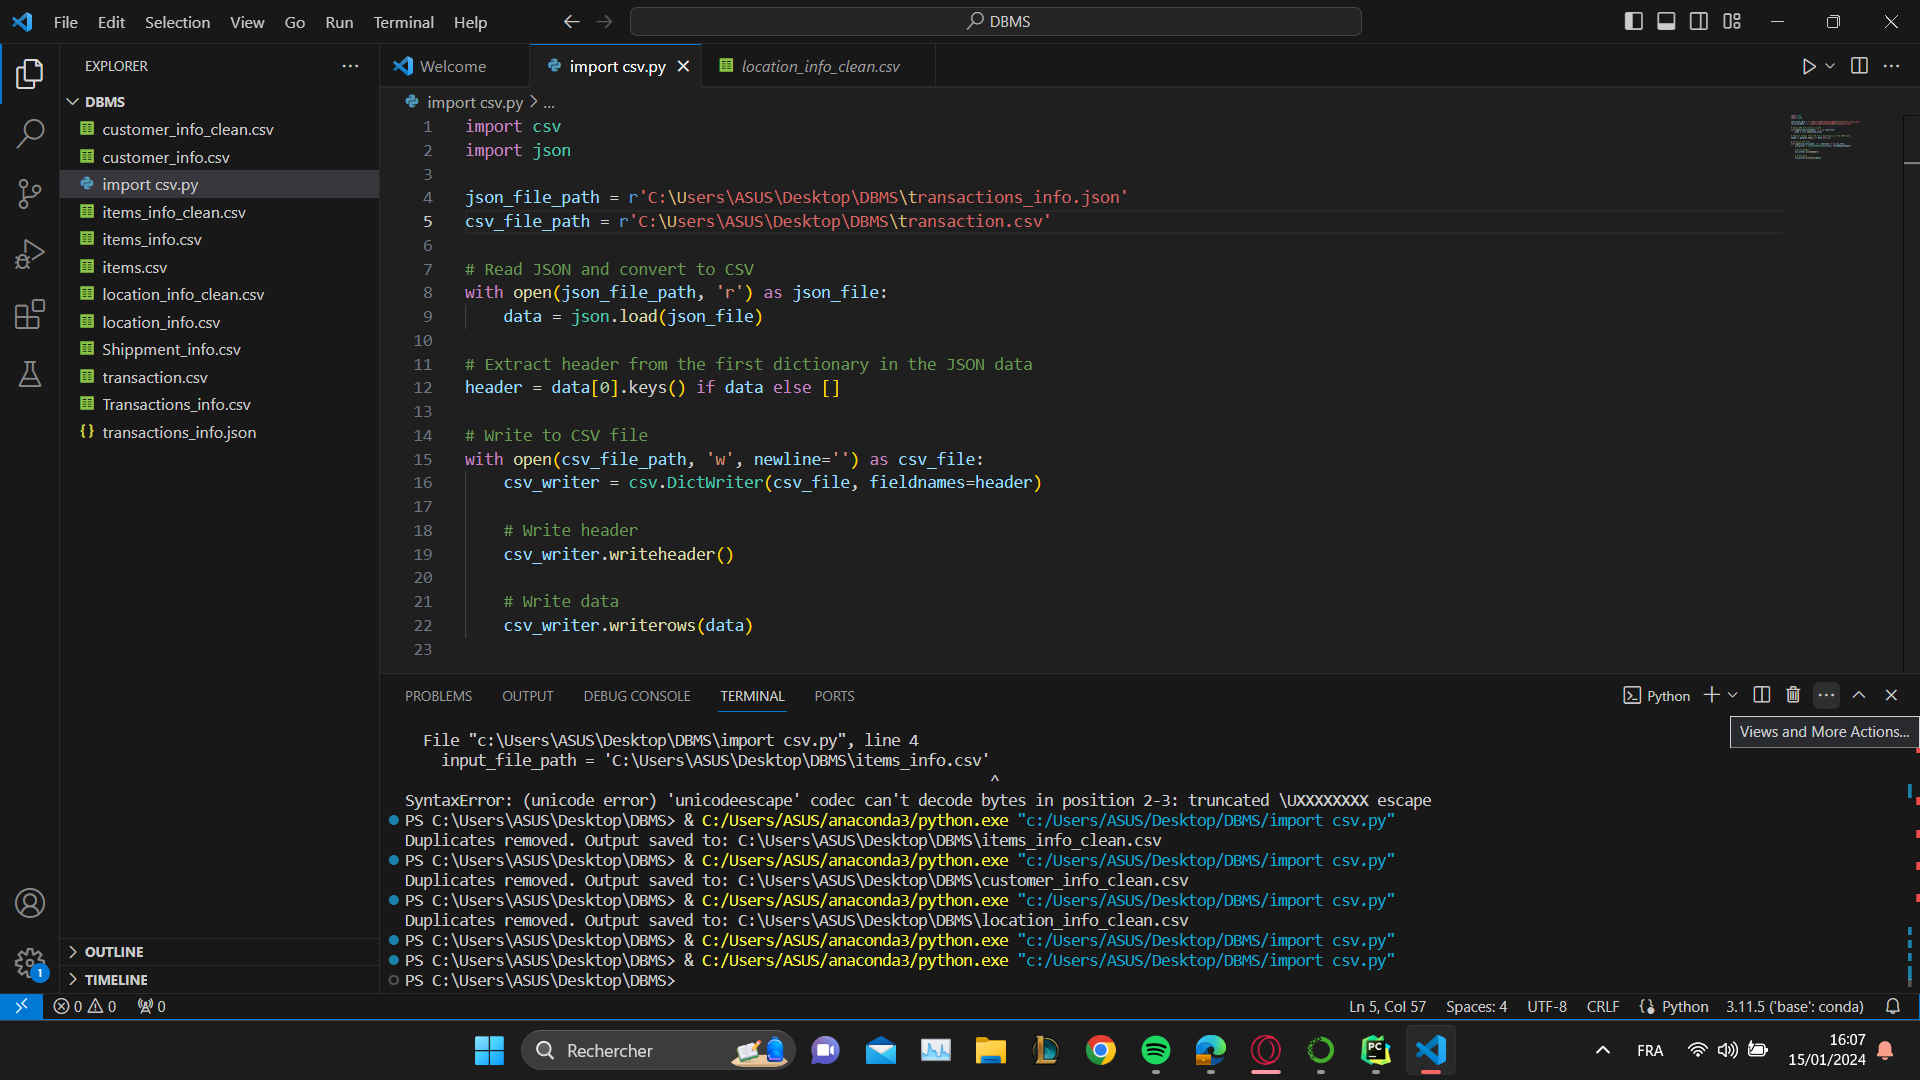 File Edit Selection View Go Run Terminal Help
DBMS
EXPLORER
Welcome
import csv.py
location_info_clean.csv
DBMS
customer_info_clean.csv
customer_info.csv
import csv.py
items_info_clean.csv
items_info.csv
items.csv
location_info_clean.csv
location_info.csv
Shippment_info.csv
transaction.csv
Transactions_info.csv
transactions_info.json
OUTLINE
TIMELINE
import csv.py > ...
1 import csv
2 import json
3
4 json_file_path = r'C:\Users\ASUS\Desktop\DBMS\transactions_info.json'
5 csv_file_path = r'C:\Users\ASUS\Desktop\DBMS\transaction.csv'
6
7 # Read JSON and convert to CSV
8 with open(json_file_path, 'r') as json_file:
9     data = json.load(json_file)
10
11 # Extract header from the first dictionary in the JSON data
12 header = data[0].keys() if data else []
13
14 # Write to CSV file
15 with open(csv_file_path, 'w', newline='') as csv_file:
16     csv_writer = csv.DictWriter(csv_file, fieldnames=header)
17
18     # Write header
19     csv_writer.writeheader()
20
21     # Write data
22     csv_writer.writerows(data)
23
PROBLEMS OUTPUT DEBUG CONSOLE TERMINAL PORTS
Python
Views and More Actions...
File "c:\Users\ASUS\Desktop\DBMS\import csv.py", line 4
input_file_path = 'C:\Users\ASUS\Desktop\DBMS\items_info.csv'
^
SyntaxError: (unicode error) 'unicodeescape' codec can't decode bytes in position 2-3: truncated \UXXXXXXXX escape
PS C:\Users\ASUS\Desktop\DBMS> & C:/Users/ASUS/anaconda3/python.exe "c:/Users/ASUS/Desktop/DBMS/import csv.py"
Duplicates removed. Output saved to: C:\Users\ASUS\Desktop\DBMS\items_info_clean.csv
PS C:\Users\ASUS\Desktop\DBMS> & C:/Users/ASUS/anaconda3/python.exe "c:/Users/ASUS/Desktop/DBMS/import csv.py"
Duplicates removed. Output saved to: C:\Users\ASUS\Desktop\DBMS\customer_info_clean.csv
PS C:\Users\ASUS\Desktop\DBMS> & C:/Users/ASUS/anaconda3/python.exe "c:/Users/ASUS/Desktop/DBMS/import csv.py"
Duplicates removed. Output saved to: C:\Users\ASUS\Desktop\DBMS\location_info_clean.csv
PS C:\Users\ASUS\Desktop\DBMS> & C:/Users/ASUS/anaconda3/python.exe "c:/Users/ASUS/Desktop/DBMS/import csv.py"
PS C:\Users\ASUS\Desktop\DBMS> & C:/Users/ASUS/anaconda3/python.exe "c:/Users/ASUS/Desktop/DBMS/import csv.py"
PS C:\Users\ASUS\Desktop\DBMS>
1
0 0 0
Ln 5, Col 57 Spaces: 4 UTF-8 CRLF Python 3.11.5 ('base': conda)
Rechercher
PC
FRA
16:07
15/01/2024